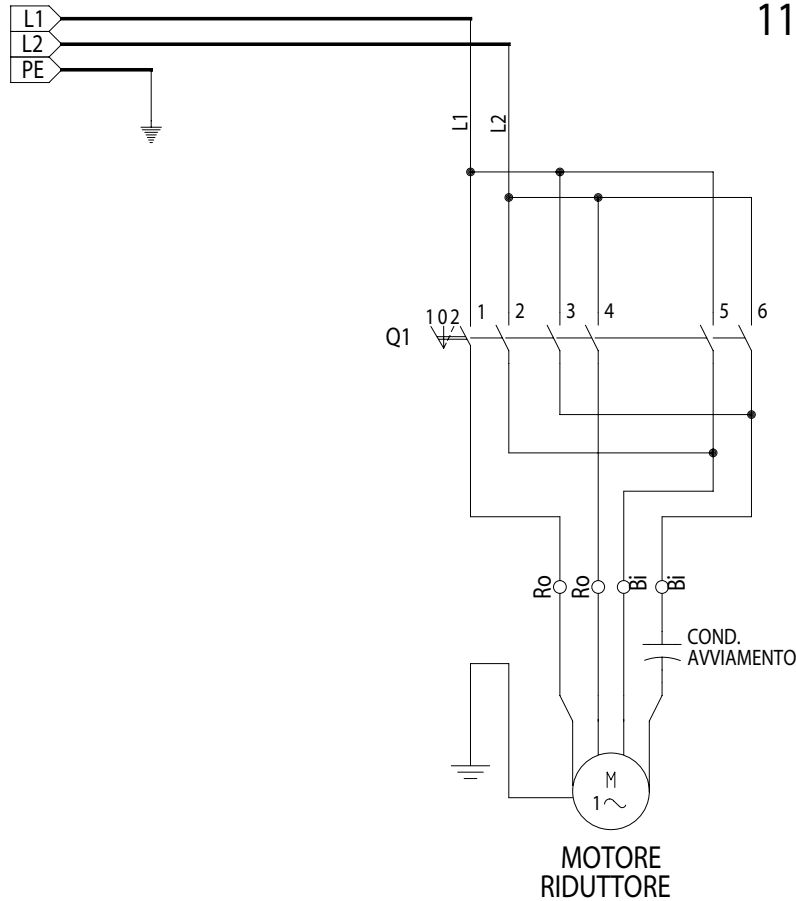 11
L1
L2
PE
L1
L2
Q1
1 0 2
1
2
3
4
5
6
Ro
Ro
Bi
Bi
COND.
AVVIAMENTO
M
1~
MOTORE
RIDUTTORE